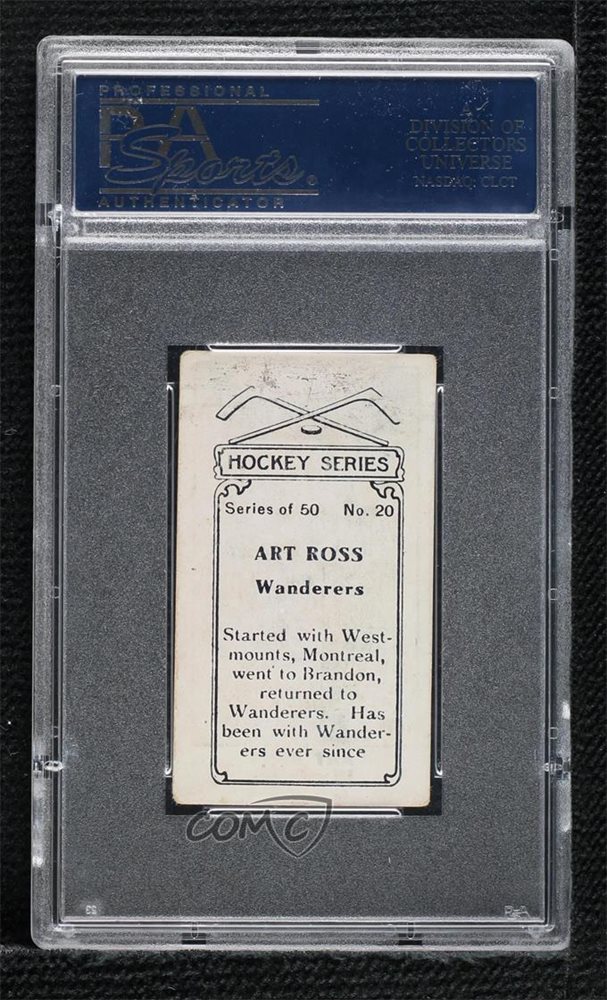 PROFESSIONAL
PSA
Sports
AUTHENTICATOR
A
DIVISION OF
COLLECTORS
UNIVERSE
NASDAQ: CLCT
HOCKEY SERIES
Series of 50 No. 20
ART ROSS
Wanderers
Started with West-
mounts, Montreal,
went to Brandon,
returned to
Wanderers. Has
been with Wander-
ers ever since
COMC